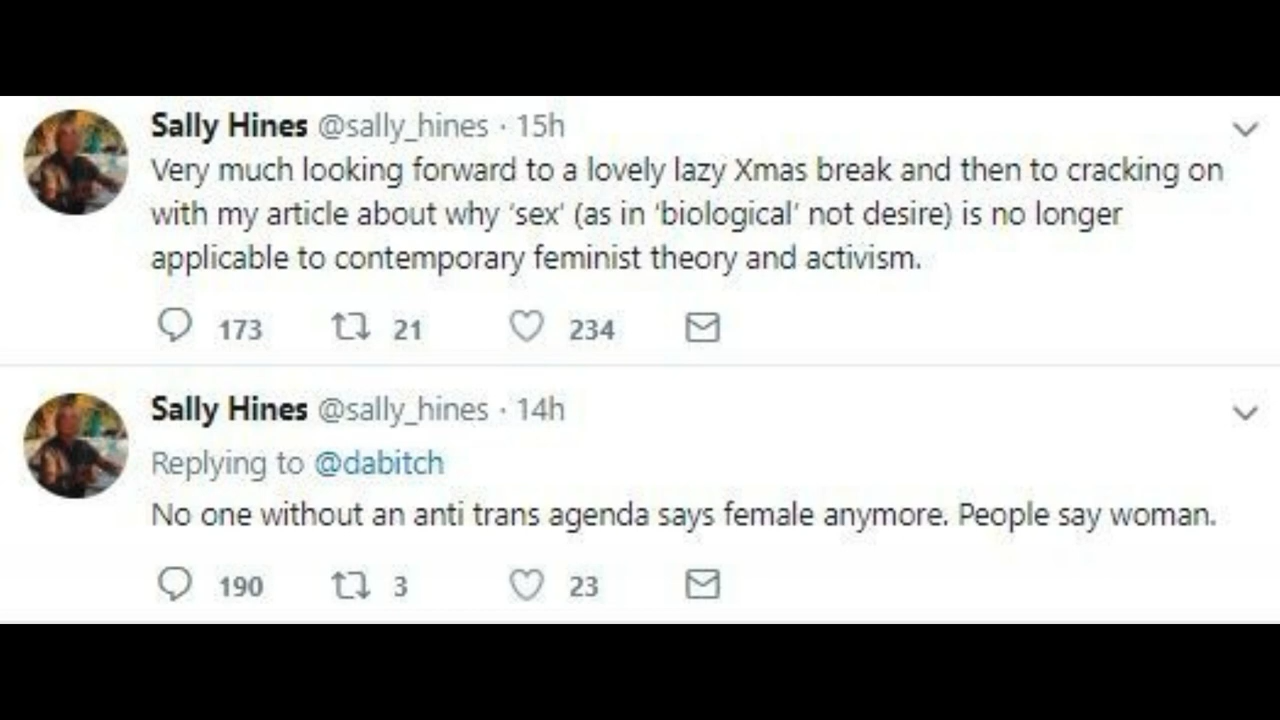 Sally Hines @sally_hines · 15h
Very much looking forward to a lovely lazy Xmas break and then to cracking on
with my article about why ‘sex’ (as in ‘biological’ not desire) is no longer
applicable to contemporary feminist theory and activism.
173 21 234
Sally Hines @sally_hines · 14h
Replying to @dabitch
No one without an anti trans agenda says female anymore. People say woman.
190 3 23